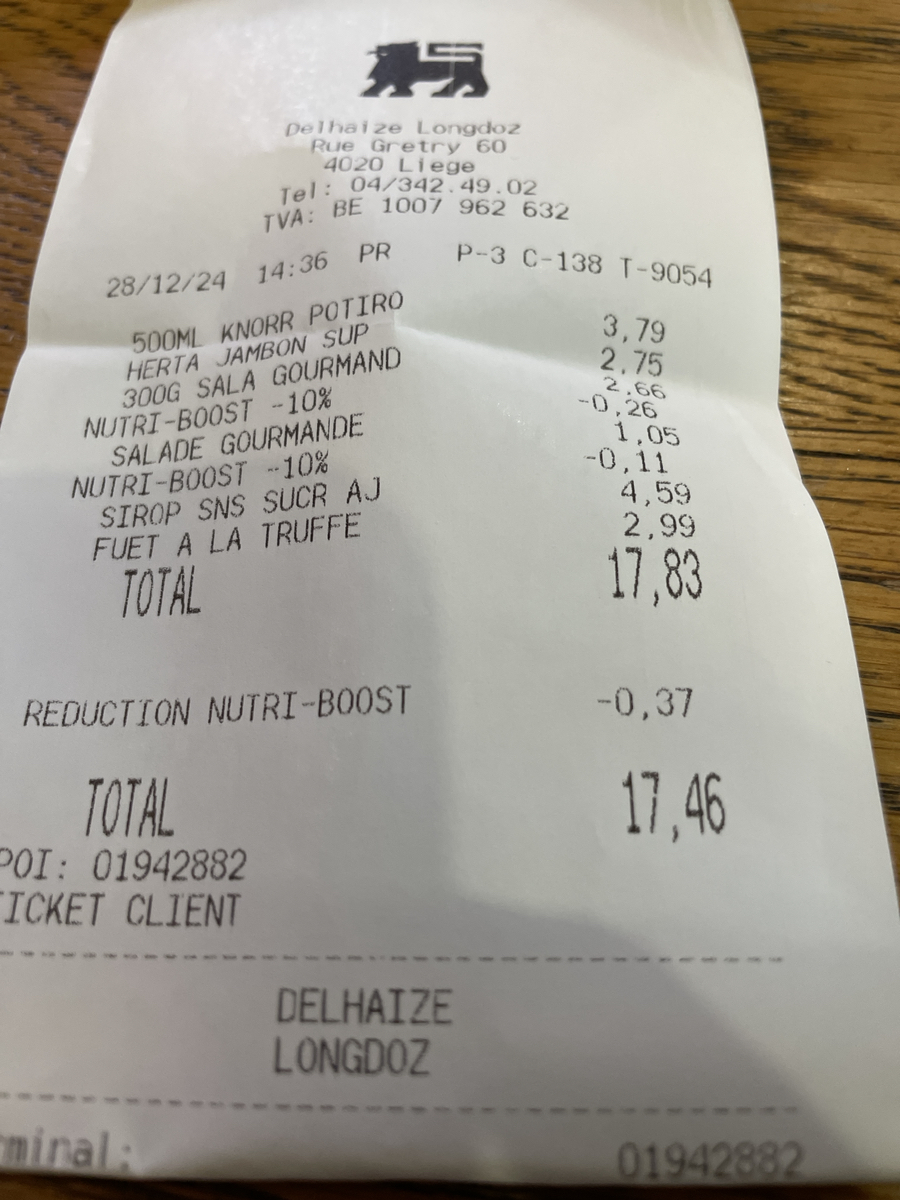 Delhaize Longdoz
Rue Gretry 60
4020 Liege
Tel: 04/342.49.02
TVA: BE 1007 962 632
28/12/24 14:36 PR P-3 C-138 T-9054
500ML KNORR POTIRO 3,79
HERTA JAMBON SUP 2,75
300G SALA GOURMAND 2,66
NUTRI-BOOST -10% -0,26
SALADE GOURMANDE 1,05
NUTRI-BOOST -10% -0,11
SIROP SNS SUCR AJ 4,59
FUET A LA TRUFFE 2,99
TOTAL 17,83
REDUCTION NUTRI-BOOST -0,37
TOTAL 17,46
POI: 01942882
TICKET CLIENT
DELHAIZE
LONGDOZ
rminal: 01942882